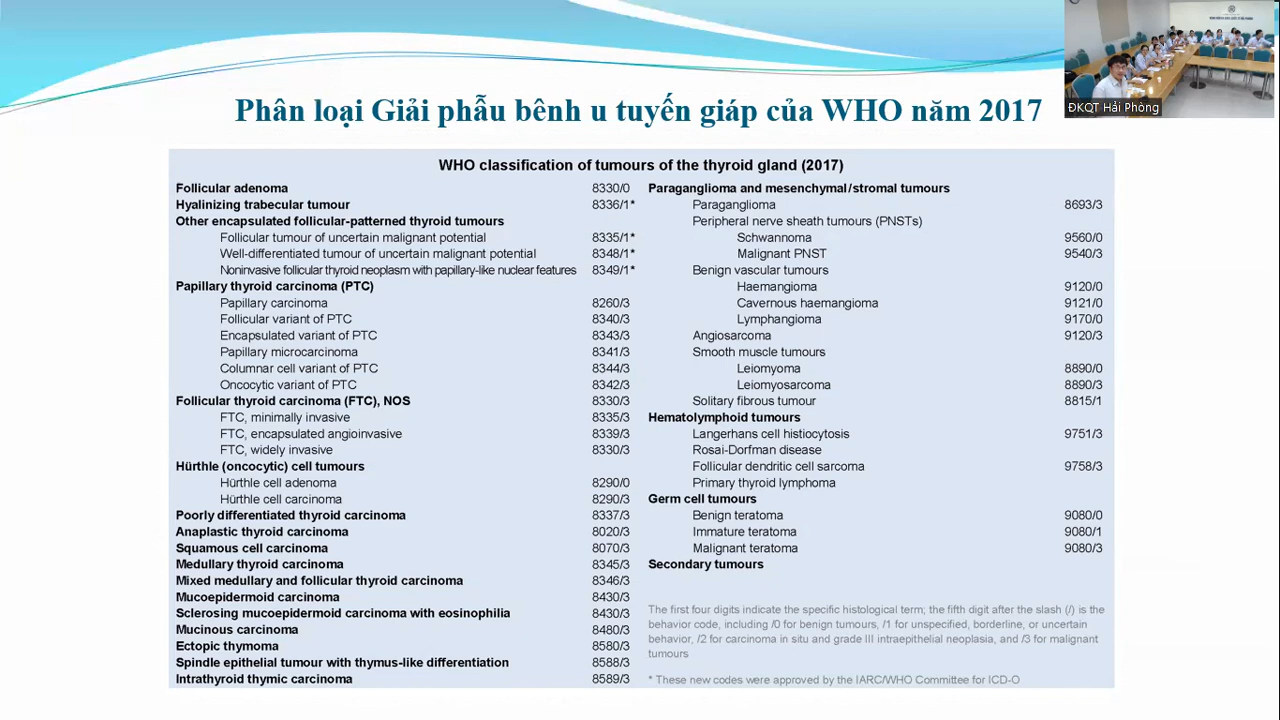 Phân loại Giải phẫu bênh u tuyến giáp của WHO năm 2017
ĐKQT Hải Phòng
WHO classification of tumours of the thyroid gland (2017)
Follicular adenoma 8330/0
Hyalinizing trabecular tumour 8336/1*
Other encapsulated follicular-patterned thyroid tumours
Follicular tumour of uncertain malignant potential 8335/1*
Well-differentiated tumour of uncertain malignant potential 8348/1*
Noninvasive follicular thyroid neoplasm with papillary-like nuclear features 8349/1*
Papillary thyroid carcinoma (PTC)
Papillary carcinoma 8260/3
Follicular variant of PTC 8340/3
Encapsulated variant of PTC 8343/3
Papillary microcarcinoma 8341/3
Columnar cell variant of PTC 8344/3
Oncocytic variant of PTC 8342/3
Follicular thyroid carcinoma (FTC), NOS 8330/3
FTC, minimally invasive 8335/3
FTC, encapsulated angioinvasive 8339/3
FTC, widely invasive 8330/3
Hürthle (oncocytic) cell tumours
Hürthle cell adenoma 8290/0
Hürthle cell carcinoma 8290/3
Poorly differentiated thyroid carcinoma 8337/3
Anaplastic thyroid carcinoma 8020/3
Squamous cell carcinoma 8070/3
Medullary thyroid carcinoma 8345/3
Mixed medullary and follicular thyroid carcinoma 8346/3
Mucoepidermoid carcinoma 8430/3
Sclerosing mucoepidermoid carcinoma with eosinophilia 8430/3
Mucinous carcinoma 8480/3
Ectopic thymoma 8580/3
Spindle epithelial tumour with thymus-like differentiation 8588/3
Intrathyroid thymic carcinoma 8589/3
Paraganglioma and mesenchymal/stromal tumours
Paraganglioma 8693/3
Peripheral nerve sheath tumours (PNSTs)
Schwannoma 9560/0
Malignant PNST 9540/3
Benign vascular tumours
Haemangioma 9120/0
Cavernous haemangioma 9121/0
Lymphangioma 9170/0
Angiosarcoma 9120/3
Smooth muscle tumours
Leiomyoma 8890/0
Leiomyosarcoma 8890/3
Solitary fibrous tumour 8815/1
Hematolymphoid tumours
Langerhans cell histiocytosis 9751/3
Rosai-Dorfman disease
Follicular dendritic cell sarcoma 9758/3
Primary thyroid lymphoma
Germ cell tumours
Benign teratoma 9080/0
Immature teratoma 9080/1
Malignant teratoma 9080/3
Secondary tumours
The first four digits indicate the specific histological term; the fifth digit after the slash (/) is the
behavior code, including /0 for benign tumours, /1 for unspecified, borderline, or uncertain
behavior, /2 for carcinoma in situ and grade III intraepithelial neoplasia, and /3 for malignant
tumours
* These new codes were approved by the IARC/WHO Committee for ICD-O